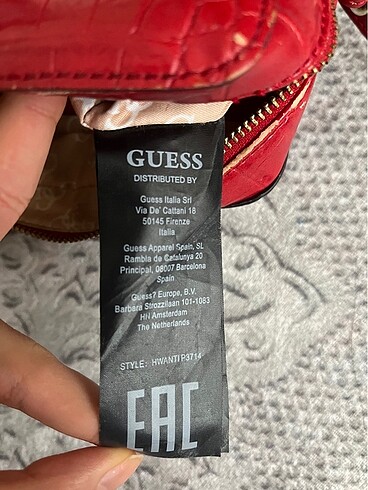 GUESS
DISTRIBUTED BY
Guess Italia Srl
Via De' Cattani 18
50145 Firenze
Italia
Guess Apparel Spain, SL
Rambla de Catalunya 20
Principal, 08007 Barcelona
Spain
Guess? Europe, B.V.
Barbara Strozzilaan 101-1083
HN Amsterdam
The Netherlands
STYLE: HWANTIP3714
EAC